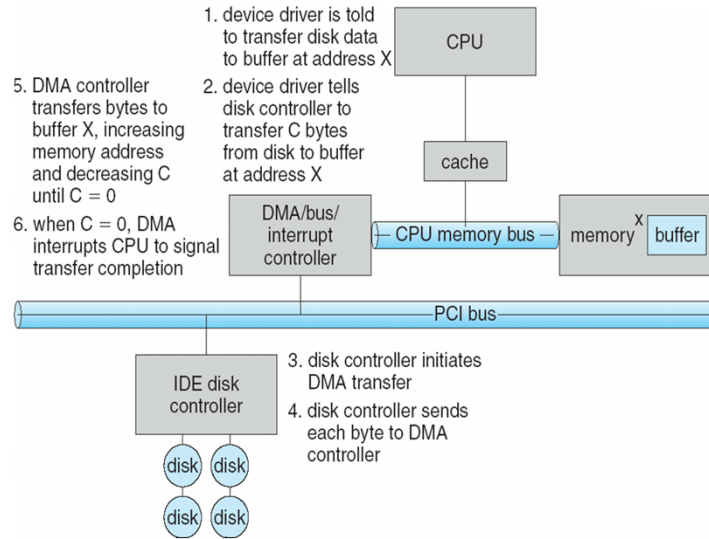 1. device driver is told
to transfer disk data
to buffer at address X
CPU
5. DMA controller
transfers bytes to
buffer X, increasing
memory address
and decreasing C
until C = 0
2. device driver tells
disk controller to
transfer C bytes
from disk to buffer
at address X
cache
6. when C = 0, DMA
interrupts CPU to signal
transfer completion
DMA/bus/
interrupt
controller
CPU memory bus
memory
X
buffer
PCI bus
IDE disk
controller
3. disk controller initiates
DMA transfer
4. disk controller sends
each byte to DMA
controller
disk
disk
disk
disk